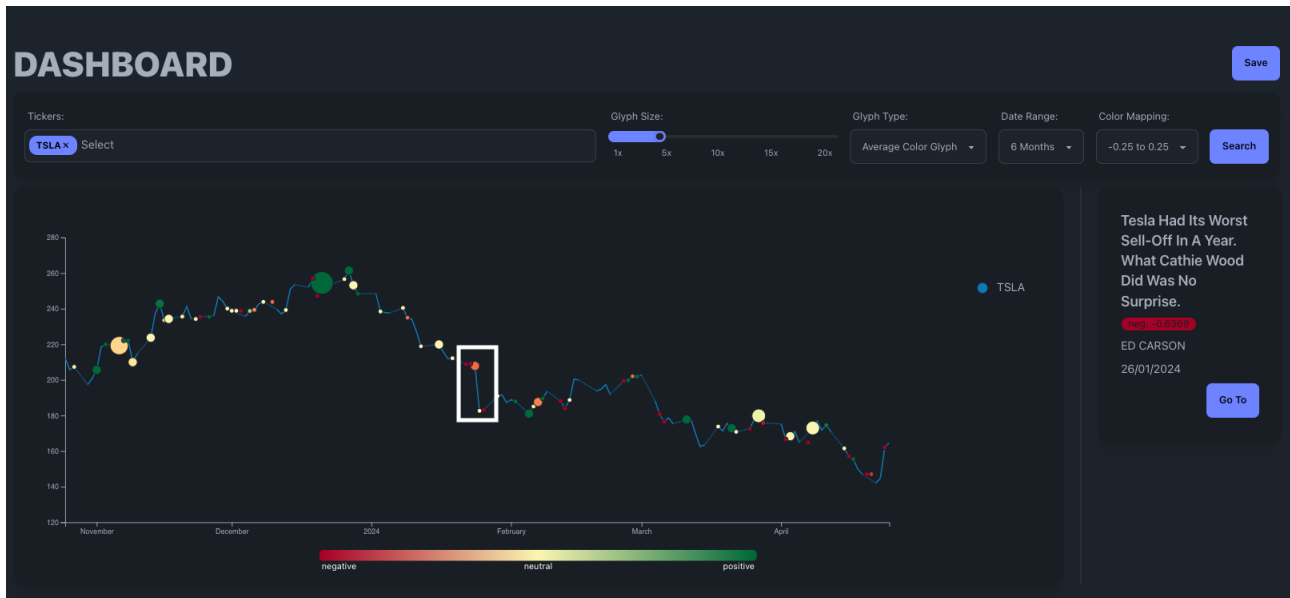 DASHBOARD
Save
Tickers:
TSLA × Select
Glyph Size:
1x 5x 10x 15x 20x
Glyph Type:
Average Color Glyph
Date Range:
6 Months
Color Mapping:
-0.25 to 0.25
Search
280
260
240
220
200
180
160
140
120
November December 2024 February March April
negative neutral positive
TSLA
Tesla Had Its Worst
Sell-Off In A Year.
What Cathie Wood
Did Was No
Surprise.
neg: -0.5369
ED CARSON
26/01/2024
Go To